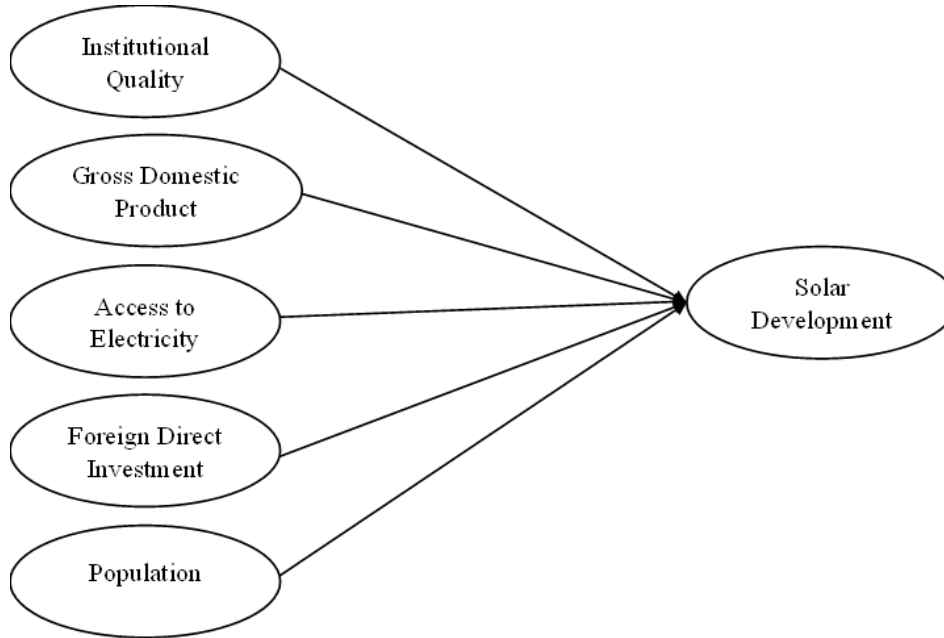 Institutional
Quality
Gross Domestic
Product
Access to
Electricity
Foreign Direct
Investment
Population
Solar
Development